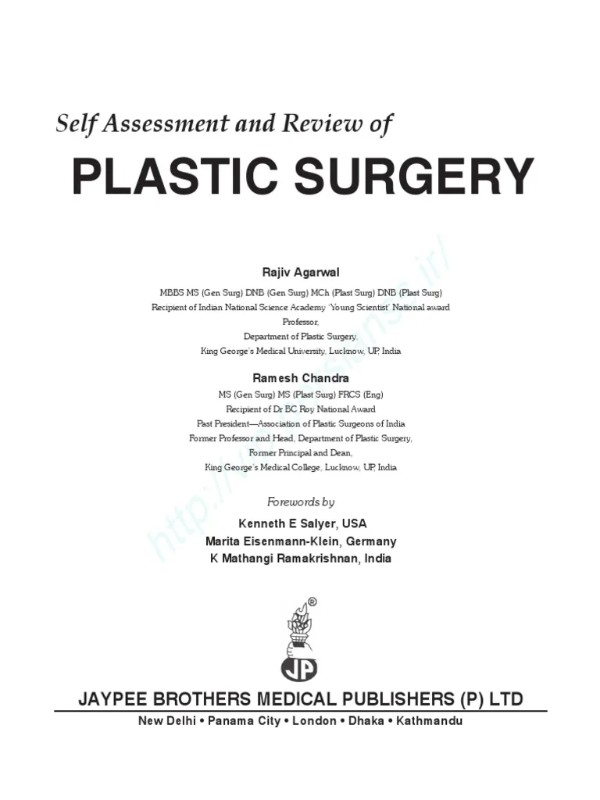 Self Assessment and Review of
PLASTIC SURGERY
Rajiv Agarwal
MBBS MS (Gen Surg) DNB (Gen Surg) MCh (Plast Surg) DNB (Plast Surg)
Recipient of Indian National Science Academy 'Young Scientist' National award
Professor,
Department of Plastic Surgery,
King George's Medical University, Lucknow, UP, India
Ramesh Chandra
MS (Gen Surg) MS (Plast Surg) FRCS (Eng)
Recipient of Dr BC Roy National Award
Past President—Association of Plastic Surgeons of India
Former Professor and Head, Department of Plastic Surgery,
Former Principal and Dean,
King George's Medical College, Lucknow, UP, India
Forewords by
Kenneth E Salyer, USA
Marita Eisenmann-Klein, Germany
K Mathangi Ramakrishnan, India
®
JP
JAYPEE BROTHERS MEDICAL PUBLISHERS (P) LTD
New Delhi • Panama City • London • Dhaka • Kathmandu